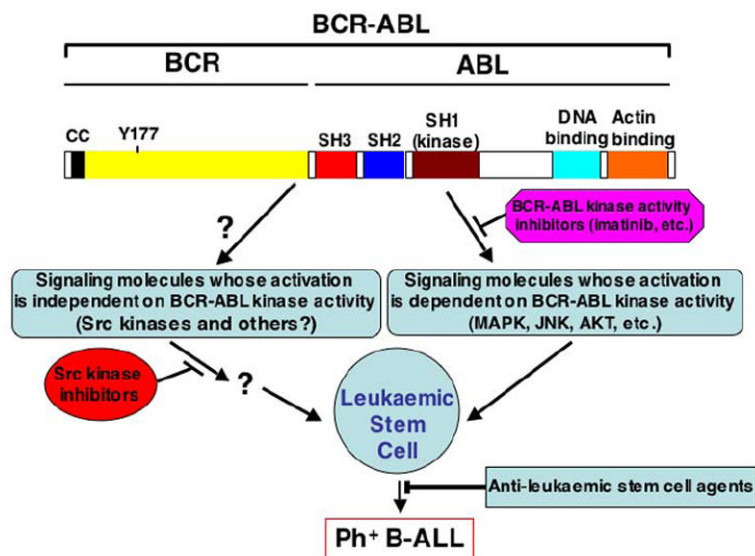 BCR-ABL
BCR
ABL
CC
Y177
SH3
SH2
SH1
(kinase)
DNA
binding
Actin
binding
?
BCR-ABL kinase activity
inhibitors (imatinib, etc.)
Signaling molecules whose activation
is independent on BCR-ABL kinase activity
(Src kinases and others?)
Signaling molecules whose activation
is dependent on BCR-ABL kinase activity
(MAPK, JNK, AKT, etc.)
Src kinase
inhibitors
?
Leukaemic
Stem
Cell
Anti-leukaemic stem cell agents
Ph+ B-ALL